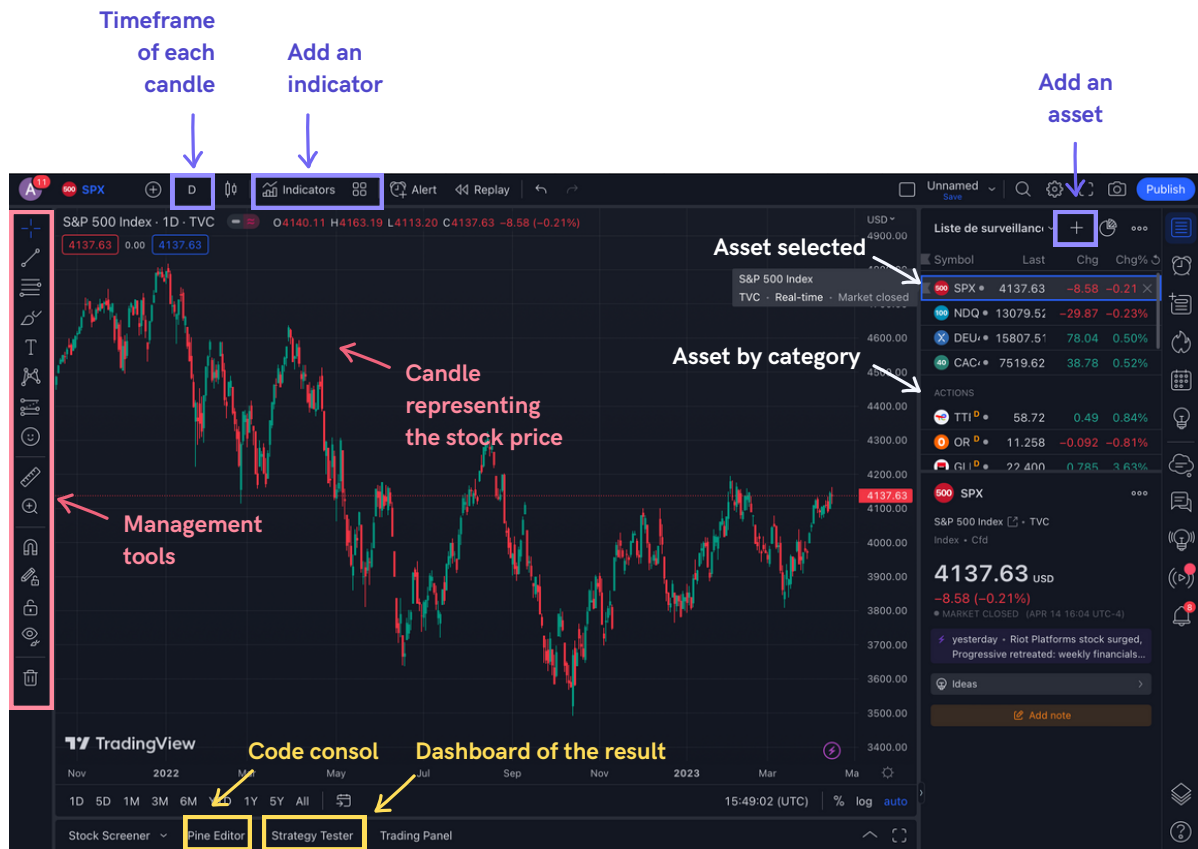 Timeframe
of each
candle
Add an
indicator
Add an
asset
A 11 500 SPX D Indicators Alert Replay Unnamed Save Publish
S&P 500 Index · 1D · TVC O4140.11 H4163.19 L4113.20 C4137.63 −8.58 (−0.21%)
4137.63 0.00 4137.63
USD
4900.00
4600.00
4400.00
4300.00
4200.00
4137.63
4100.00
4000.00
3900.00
3800.00
3700.00
3600.00
3500.00
3400.00
Asset selected
S&P 500 Index
TVC · Real-time · Market closed
Asset by category
Candle
representing
the stock price
Management
tools
Liste de surveillanc
Symbol Last Chg Chg%
500 SPX 4137.63 −8.58 −0.21
100 NDQ 13079.52 −29.87 −0.23%
X DEU 15807.51 78.04 0.50%
40 CAC 7519.62 38.78 0.52%
ACTIONS
TTI D 58.72 0.49 0.84%
OR D 11.258 −0.092 −0.81%
GLI D 22.400 0.785 3.63%
500 SPX
S&P 500 Index · TVC
Index · Cfd
4137.63 USD
−8.58 (−0.21%)
MARKET CLOSED (APR 14 16:04 UTC-4)
yesterday · Riot Platforms stock surged,
Progressive retreated: weekly financials...
Ideas
Add note
8
TradingView
Code consol
Dashboard of the result
Nov 2022 Mar May Jul Sep Nov 2023 Mar Ma
1D 5D 1M 3M 6M YTD 1Y 5Y All 15:49:02 (UTC) % log auto
Stock Screener Pine Editor Strategy Tester Trading Panel